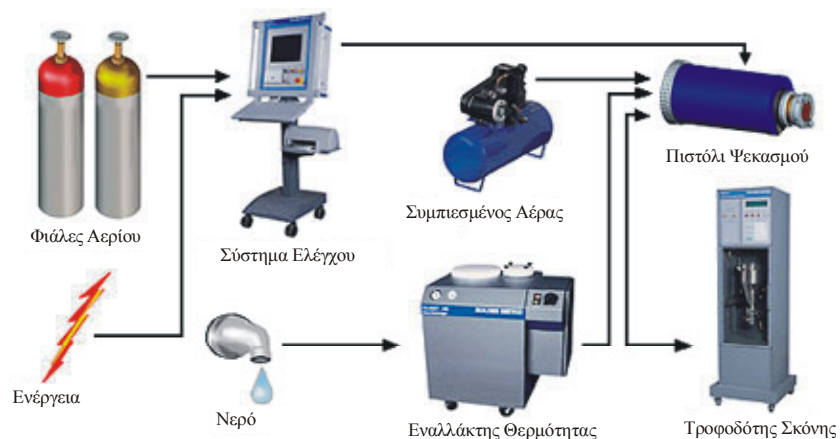 Πιστόλι Ψεκασμού
Συμπιεσμένος Αέρας
Φιάλες Αερίου
Σύστημα Ελέγχου
Ενέργεια
Νερό
Εναλλάκτης Θερμότητας
Τροφοδότης Σκόνης